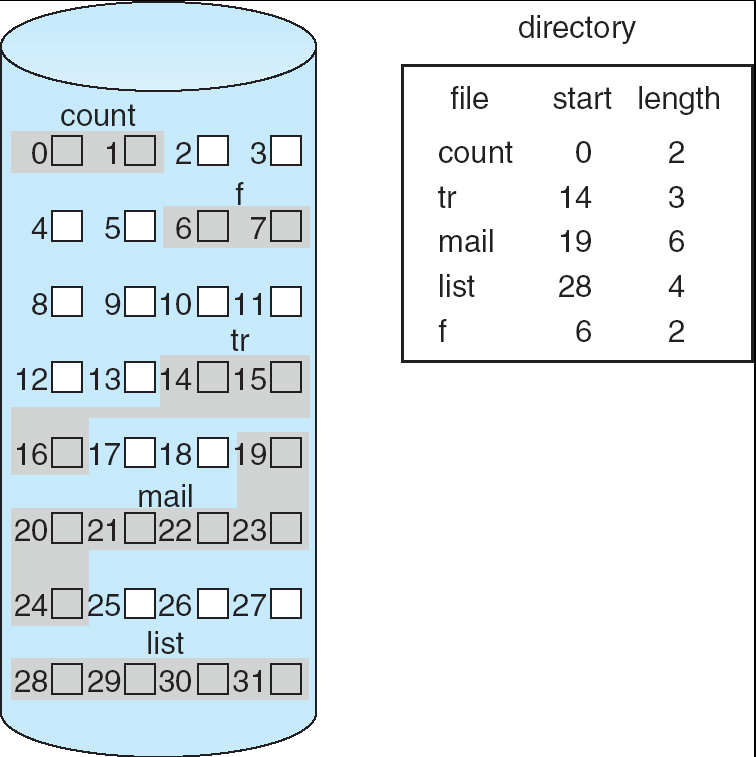 count
0 1 2 3
f
4 5 6 7
8 9 10 11
tr
12 13 14 15
16 17 18 19
mail
20 21 22 23
24 25 26 27
list
28 29 30 31
directory
file start length
count 0 2
tr 14 3
mail 19 6
list 28 4
f 6 2